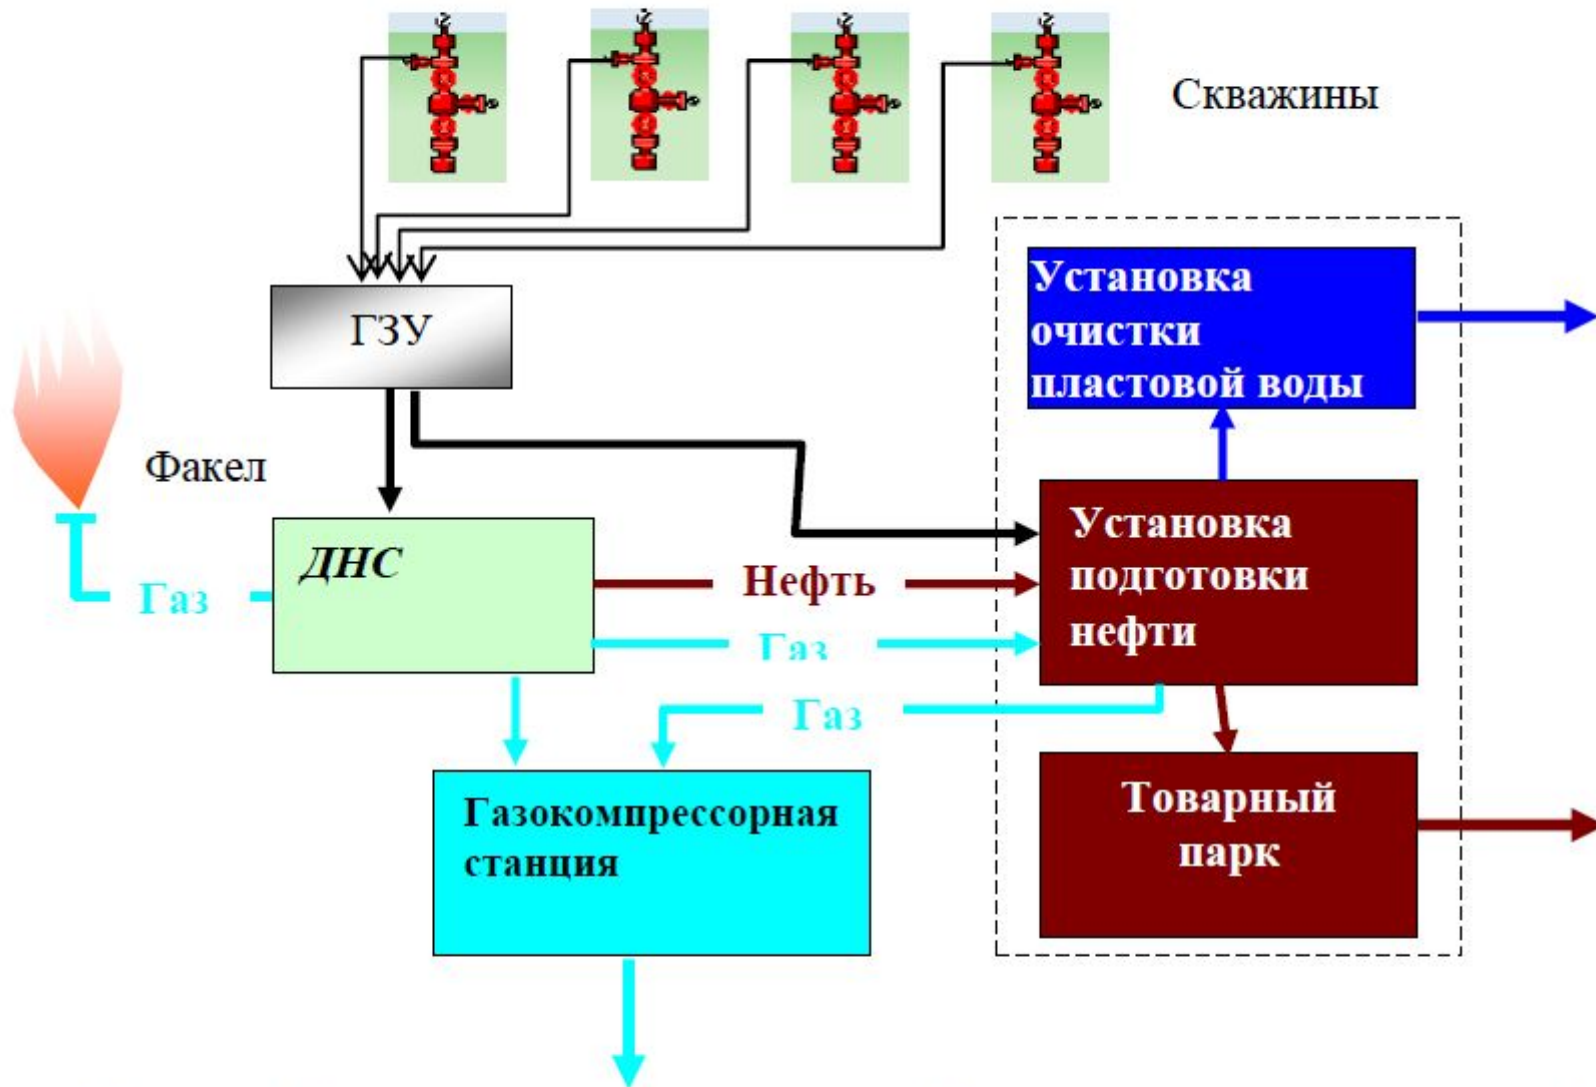 Скважины
ГЗУ
Установка
очистки
пластовой воды
Факел
ДНС
Газ
Нефть
Газ
Установка
подготовки
нефти
Газ
Газокомпрессорная
станция
Товарный
парк